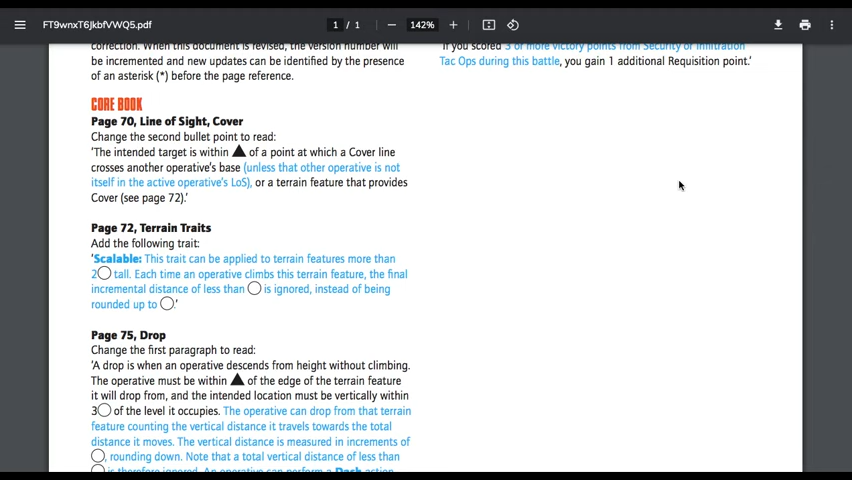 FT9wnxT6JkbfVWQ5.pdf
1 / 1
142%
correction. When this document is revised, the version number will
be incremented and new updates can be identified by the presence
of an asterisk (*) before the page reference.
CORE BOOK
Page 70, Line of Sight, Cover
Change the second bullet point to read:
‘The intended target is within ▲ of a point at which a Cover line
crosses another operative's base (unless that other operative is not
itself in the active operative's LoS), or a terrain feature that provides
Cover (see page 72).’
Page 72, Terrain Traits
Add the following trait:
‘Scalable: This trait can be applied to terrain features more than
2◯ tall. Each time an operative climbs this terrain feature, the final
incremental distance of less than ◯ is ignored, instead of being
rounded up to ◯.’
Page 75, Drop
Change the first paragraph to read:
‘A drop is when an operative descends from height without climbing.
The operative must be within ▲ of the edge of the terrain feature
it will drop from, and the intended location must be vertically within
3◯ of the level it occupies. The operative can drop from that terrain
feature counting the vertical distance it travels towards the total
distance it moves. The vertical distance is measured in increments of
◯, rounding down. Note that a total vertical distance of less than
◯ is therefore ignored. An operative can perform a Dash action
‘If you scored 3 or more victory points from Security or Infiltration
Tac Ops during this battle, you gain 1 additional Requisition point.’